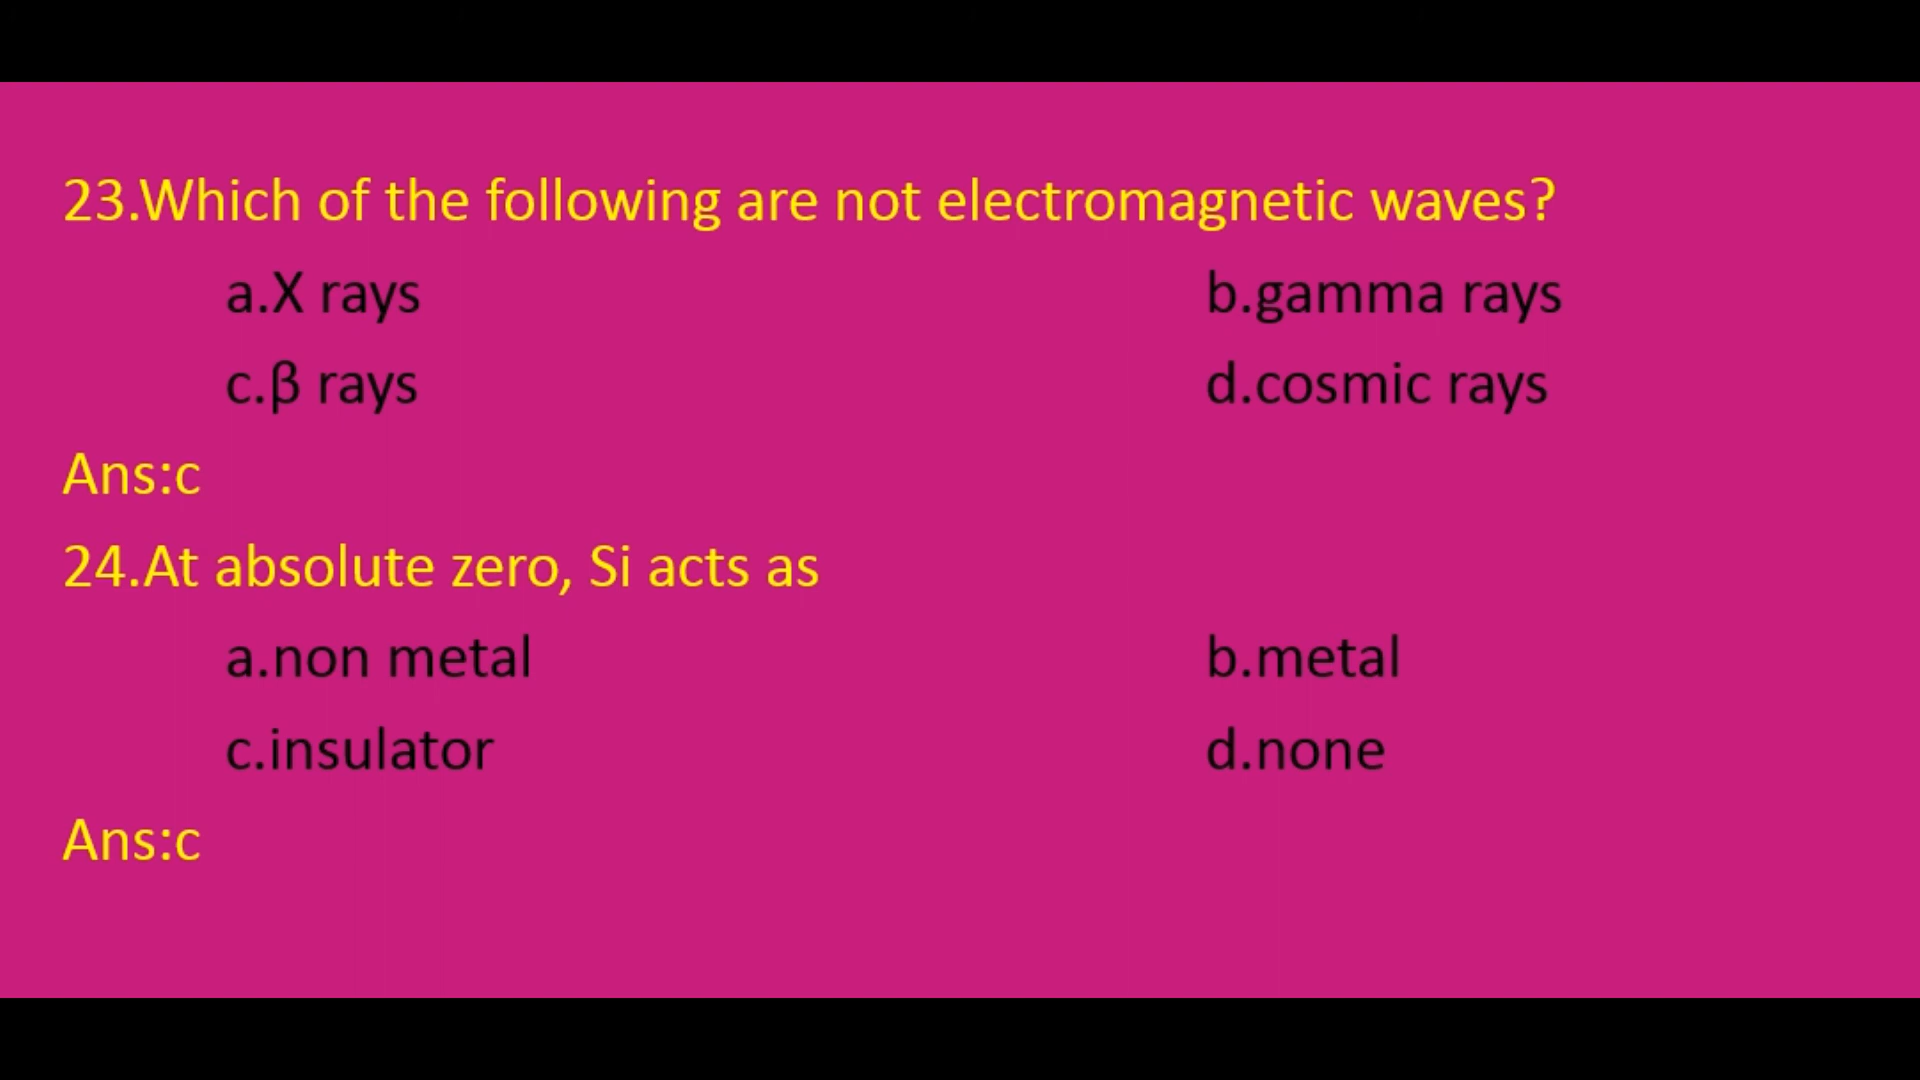 23.Which of the following are not electromagnetic waves?
a.X rays b.gamma rays
c.β rays d.cosmic rays
Ans:c
24.At absolute zero, Si acts as
a.non metal b.metal
c.insulator d.none
Ans:c